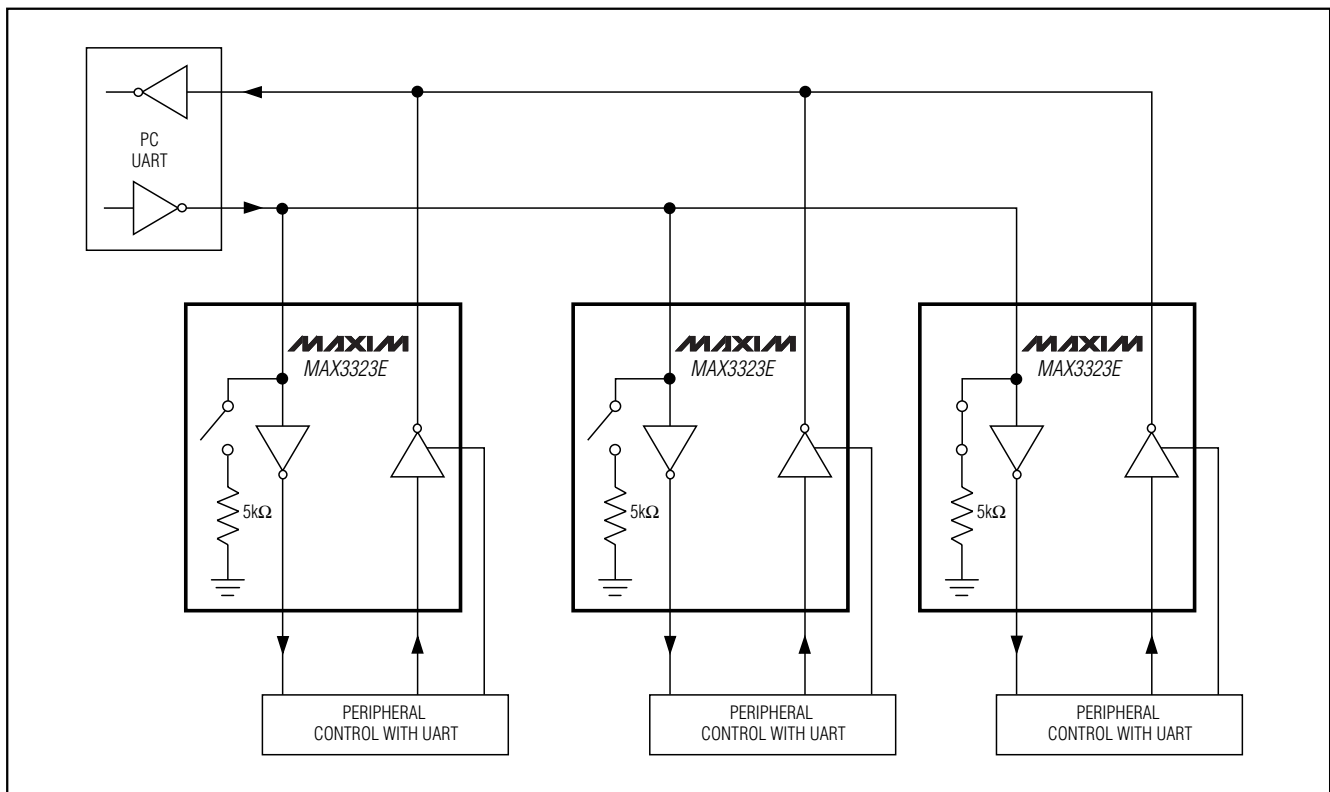 PC
UART
MAXIM
MAX3323E
5kΩ
MAXIM
MAX3323E
5kΩ
MAXIM
MAX3323E
5kΩ
PERIPHERAL
CONTROL WITH UART
PERIPHERAL
CONTROL WITH UART
PERIPHERAL
CONTROL WITH UART